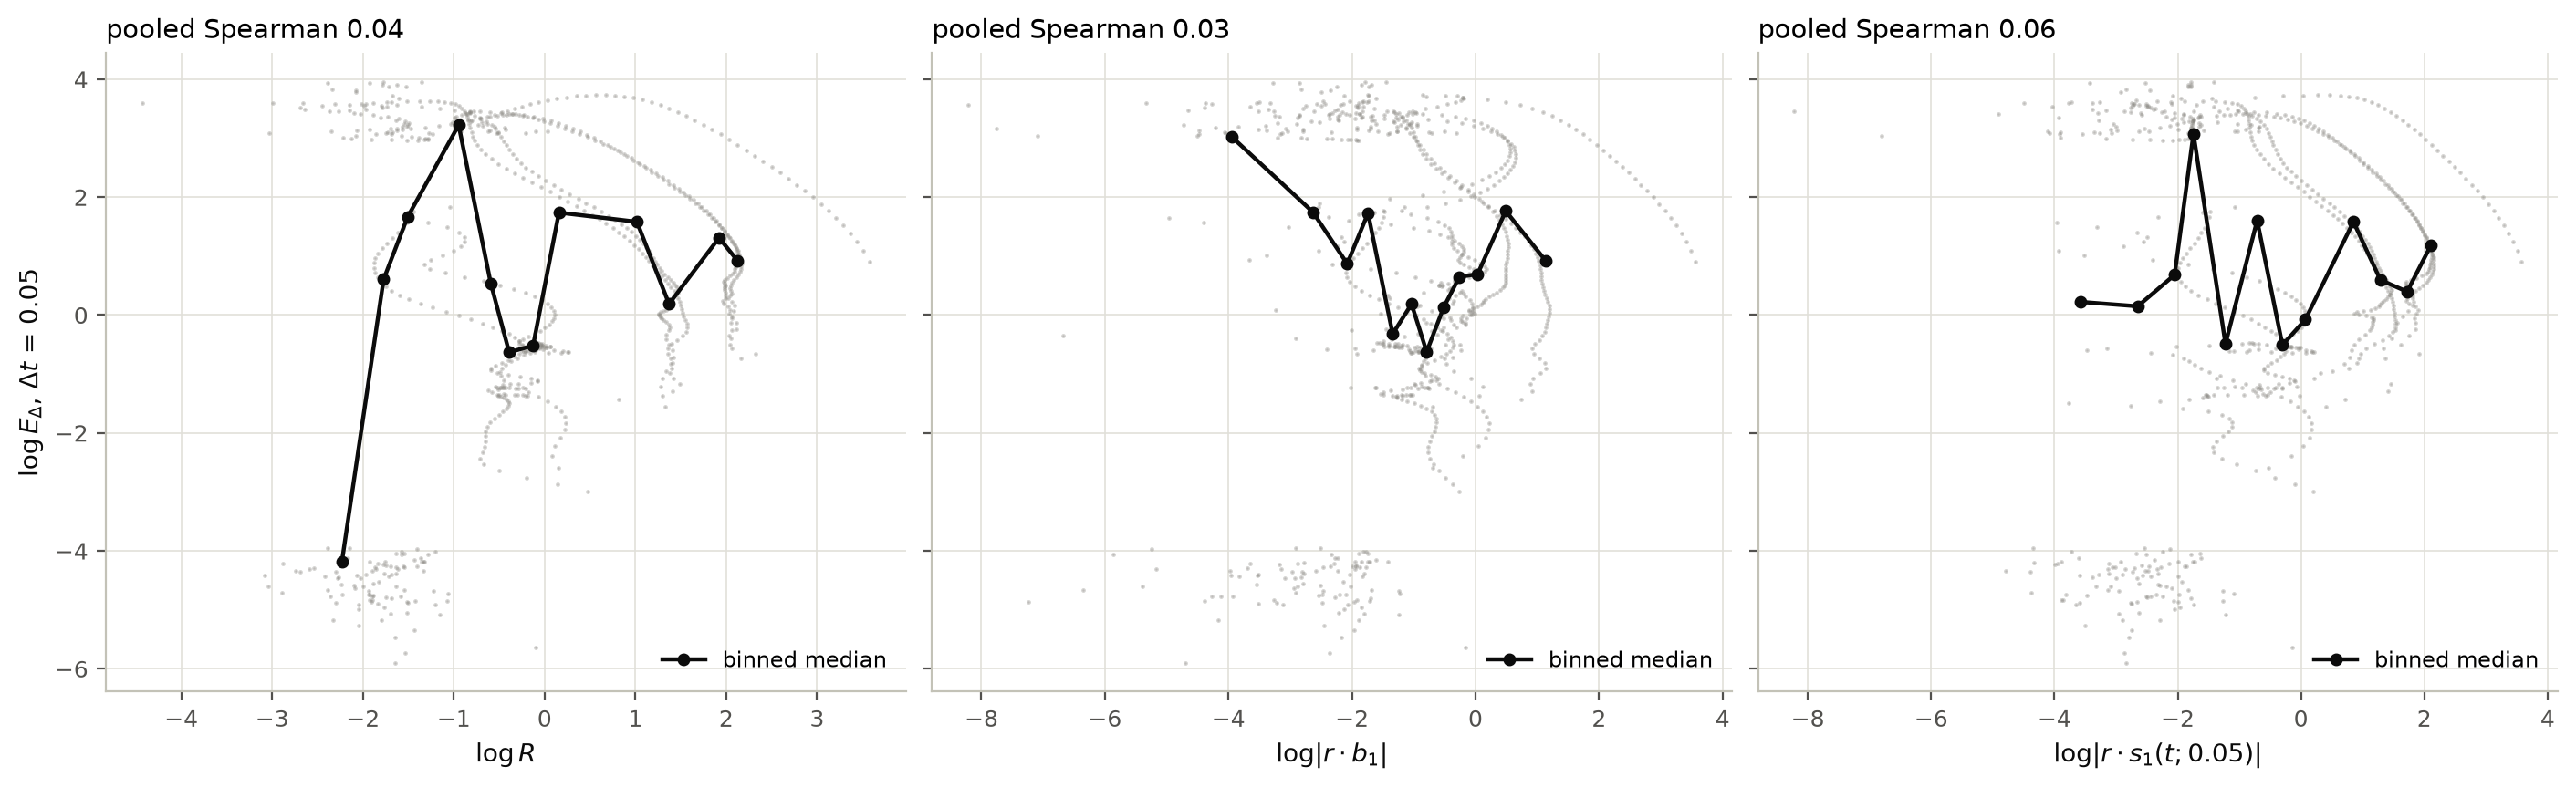 pooled Spearman 0.04
pooled Spearman 0.03
pooled Spearman 0.06
log E_Δ, Δt = 0.05
4
2
0
−2
−4
−6
binned median
binned median
binned median
−4 −3 −2 −1 0 1 2 3
−8 −6 −4 −2 0 2 4
−8 −6 −4 −2 0 2 4
log R
log|r · b₁|
log|r · s₁(t; 0.05)|